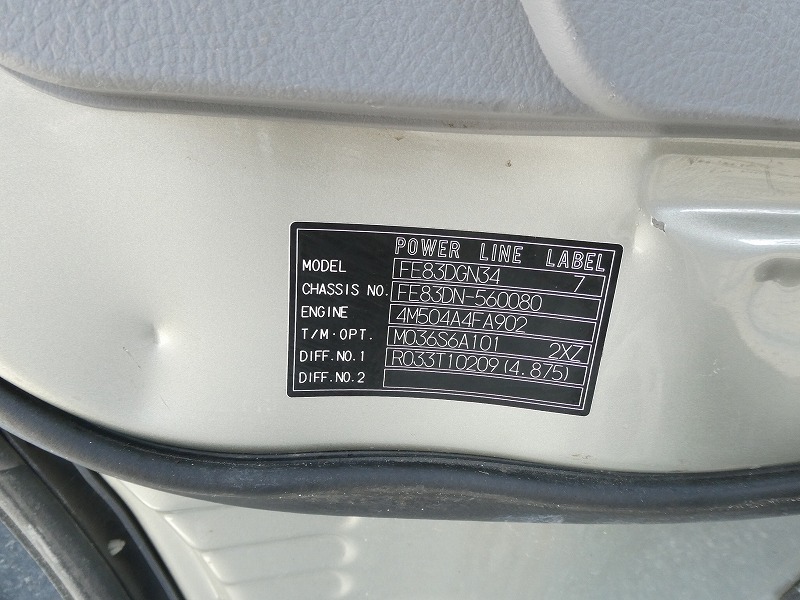 POWER LINE LABEL
MODEL FE83DGN34 7
CHASSIS NO. FE83DN-560080
ENGINE 4M504A4FA902
T/M·OPT. M036S6A101 2XZ
DIFF.NO.1 R033T10209(4.875)
DIFF.NO.2